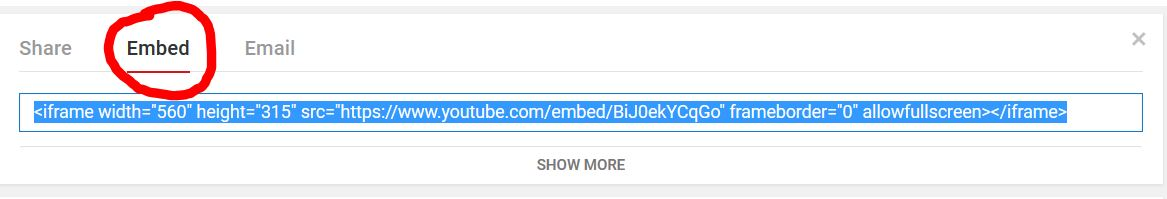 Share Embed Email
<iframe width="560" height="315" src="https://www.youtube.com/embed/BiJ0ekYCqGo" frameborder="0" allowfullscreen></iframe>
SHOW MORE